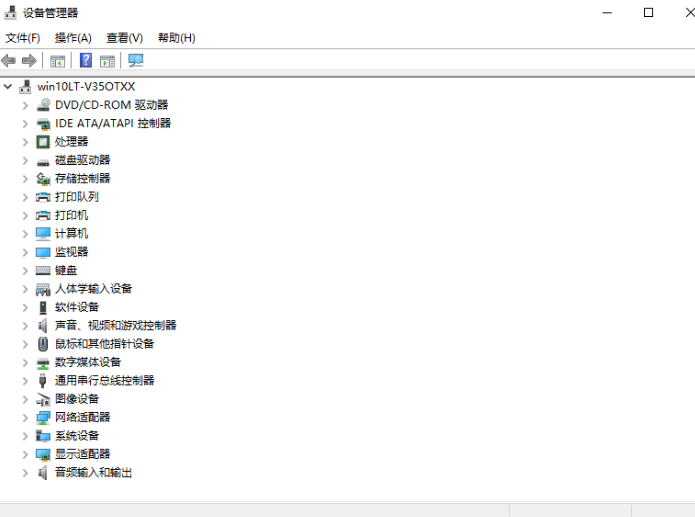 设备管理器
文件(F) 操作(A) 查看(V) 帮助(H)
win10LT-V35OTXX
DVD/CD-ROM 驱动器
IDE ATA/ATAPI 控制器
处理器
磁盘驱动器
存储控制器
打印队列
打印机
计算机
监视器
键盘
人体学输入设备
软件设备
声音、视频和游戏控制器
鼠标和其他指针设备
数字媒体设备
通用串行总线控制器
图像设备
网络适配器
系统设备
显示适配器
音频输入和输出